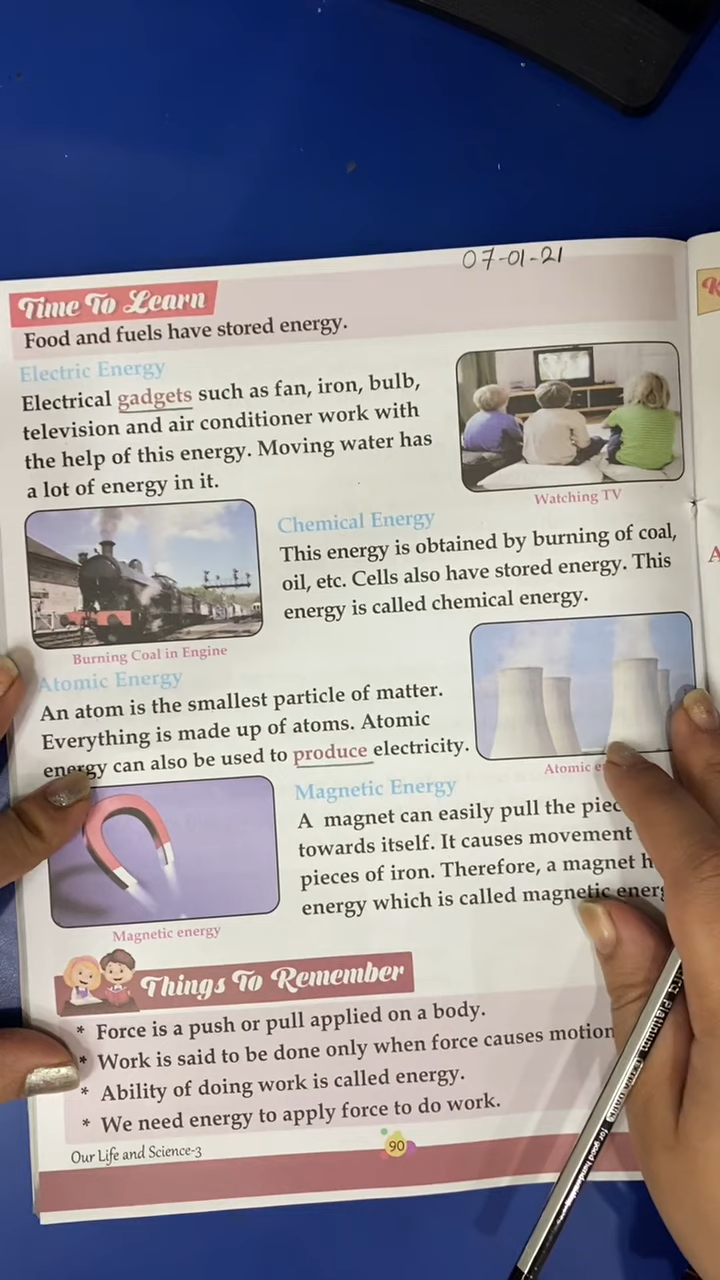 07-01-21
Time To Learn
Food and fuels have stored energy.
Electric Energy
Electrical gadgets such as fan, iron, bulb,
television and air conditioner work with
the help of this energy. Moving water has
a lot of energy in it.
Watching TV
Chemical Energy
This energy is obtained by burning of coal,
oil, etc. Cells also have stored energy. This
energy is called chemical energy.
Burning Coal in Engine
Atomic Energy
An atom is the smallest particle of matter.
Everything is made up of atoms. Atomic
energy can also be used to produce electricity.
Atomic
Magnetic Energy
A magnet can easily pull the
towards itself. It causes movement
pieces of iron. Therefore, a magnet
energy which is called magnetic
Magnetic energy
Things To Remember
* Force is a push or pull applied on a body.
* Work is said to be done only when force causes motion
* Ability of doing work is called energy.
* We need energy to apply force to do work.
Our Life and Science-3
90
Platinum